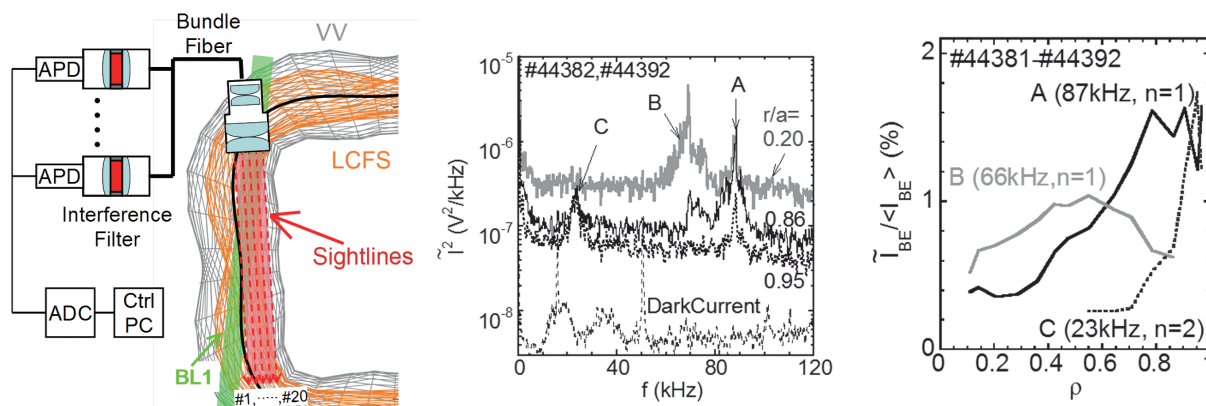 Bundle
Fiber
VV
APD
APD
LCFS
Interference
Filter
Sightlines
ADC
Ctrl
PC
BL1
#1,·····,#20
#44382,#44392
A
B
C
r/a=
0.20
0.86
0.95
DarkCurrent
10⁻⁵
10⁻⁶
10⁻⁷
10⁻⁸
Ĩ² (V²/kHz)
0 40 80 120
f (kHz)
#44381-#44392
A (87kHz, n=1)
B (66kHz,n=1)
C (23kHz, n=2)
2
1
0
Ĩ_BE/<I_BE> (%)
0 0.2 0.4 0.6 0.8 1
ρ